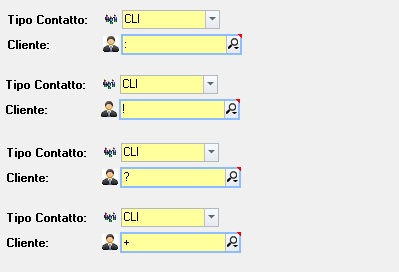 Tipo Contatto: CLI
Cliente: :
Tipo Contatto: CLI
Cliente: !
Tipo Contatto: CLI
Cliente: ?
Tipo Contatto: CLI
Cliente: +